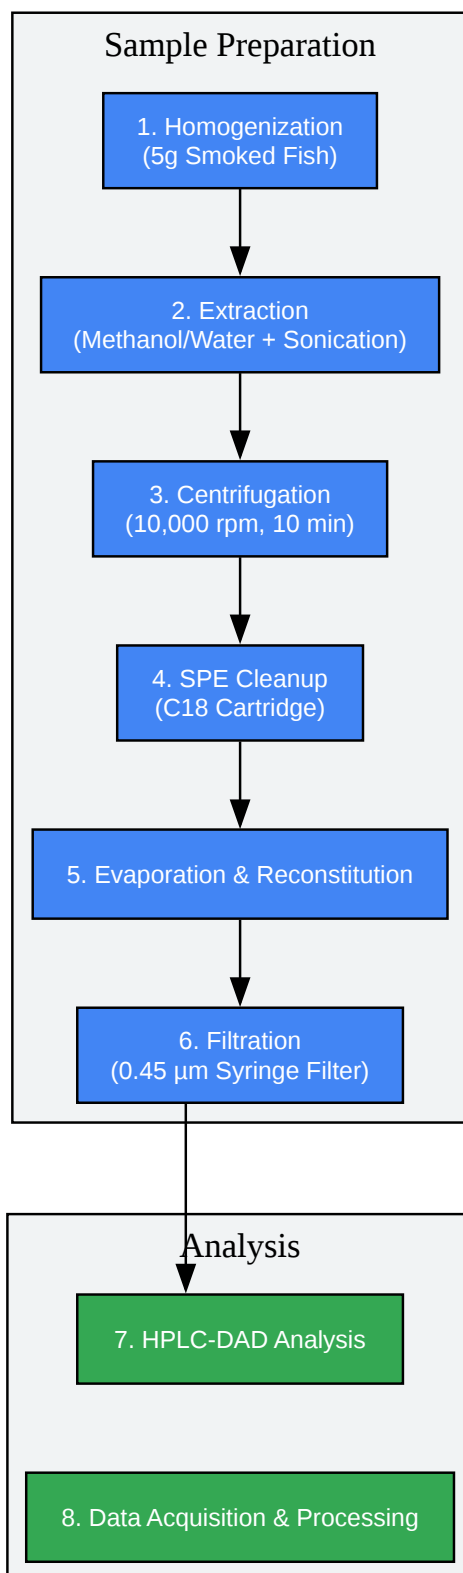 Sample Preparation
1. Homogenization
(5g Smoked Fish)
2. Extraction
(Methanol/Water + Sonication)
3. Centrifugation
(10,000 rpm, 10 min)
4. SPE Cleanup
(C18 Cartridge)
5. Evaporation & Reconstitution
6. Filtration
(0.45 µm Syringe Filter)
Analysis
7. HPLC-DAD Analysis
8. Data Acquisition & Processing